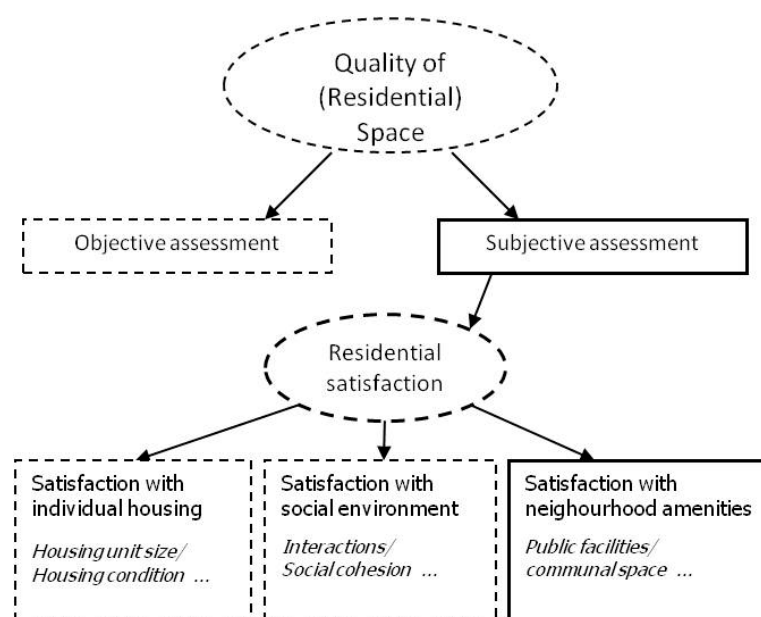 Quality of
(Residential)
Space
Objective assessment
Subjective assessment
Residential
satisfaction
Satisfaction with
individual housing
Housing unit size/
Housing condition ...
Satisfaction with
social environment
Interactions/
Social cohesion ...
Satisfaction with
neighourhood amenities
Public facilities/
communal space ...